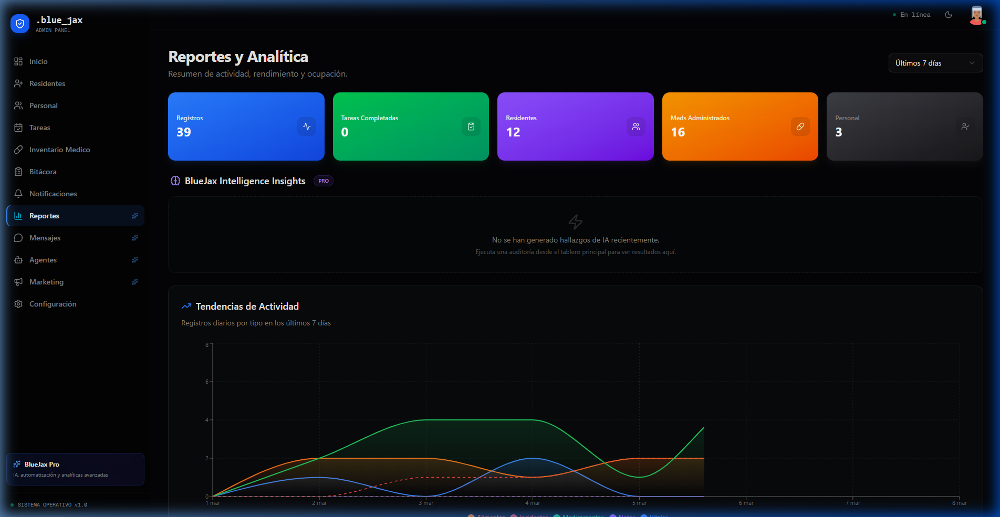 .blue_jax
ADMIN PANEL
Inicio
Residentes
Personal
Tareas
Inventario Medico
Bitácora
Notificaciones
Reportes
Mensajes
Agentes
Marketing
Configuración
BlueJax Pro
IA, automatización y analíticas avanzadas
SISTEMA OPERATIVO v1.0
En línea
Reportes y Analítica
Resumen de actividad, rendimiento y ocupación.
Últimos 7 días
Registros
39
Tareas Completadas
0
Residentes
12
Meds Administrados
16
Personal
3
BlueJax Intelligence Insights PRO
No se han generado hallazgos de IA recientemente.
Ejecuta una auditoría desde el tablero principal para ver resultados aquí.
Tendencias de Actividad
Registros diarios por tipo en los últimos 7 días
8
6
4
2
0
1 mar 2 mar 3 mar 4 mar 5 mar 6 mar 7 mar 8 mar
Alimentos Incidentes Medicamentos Notas Vitales